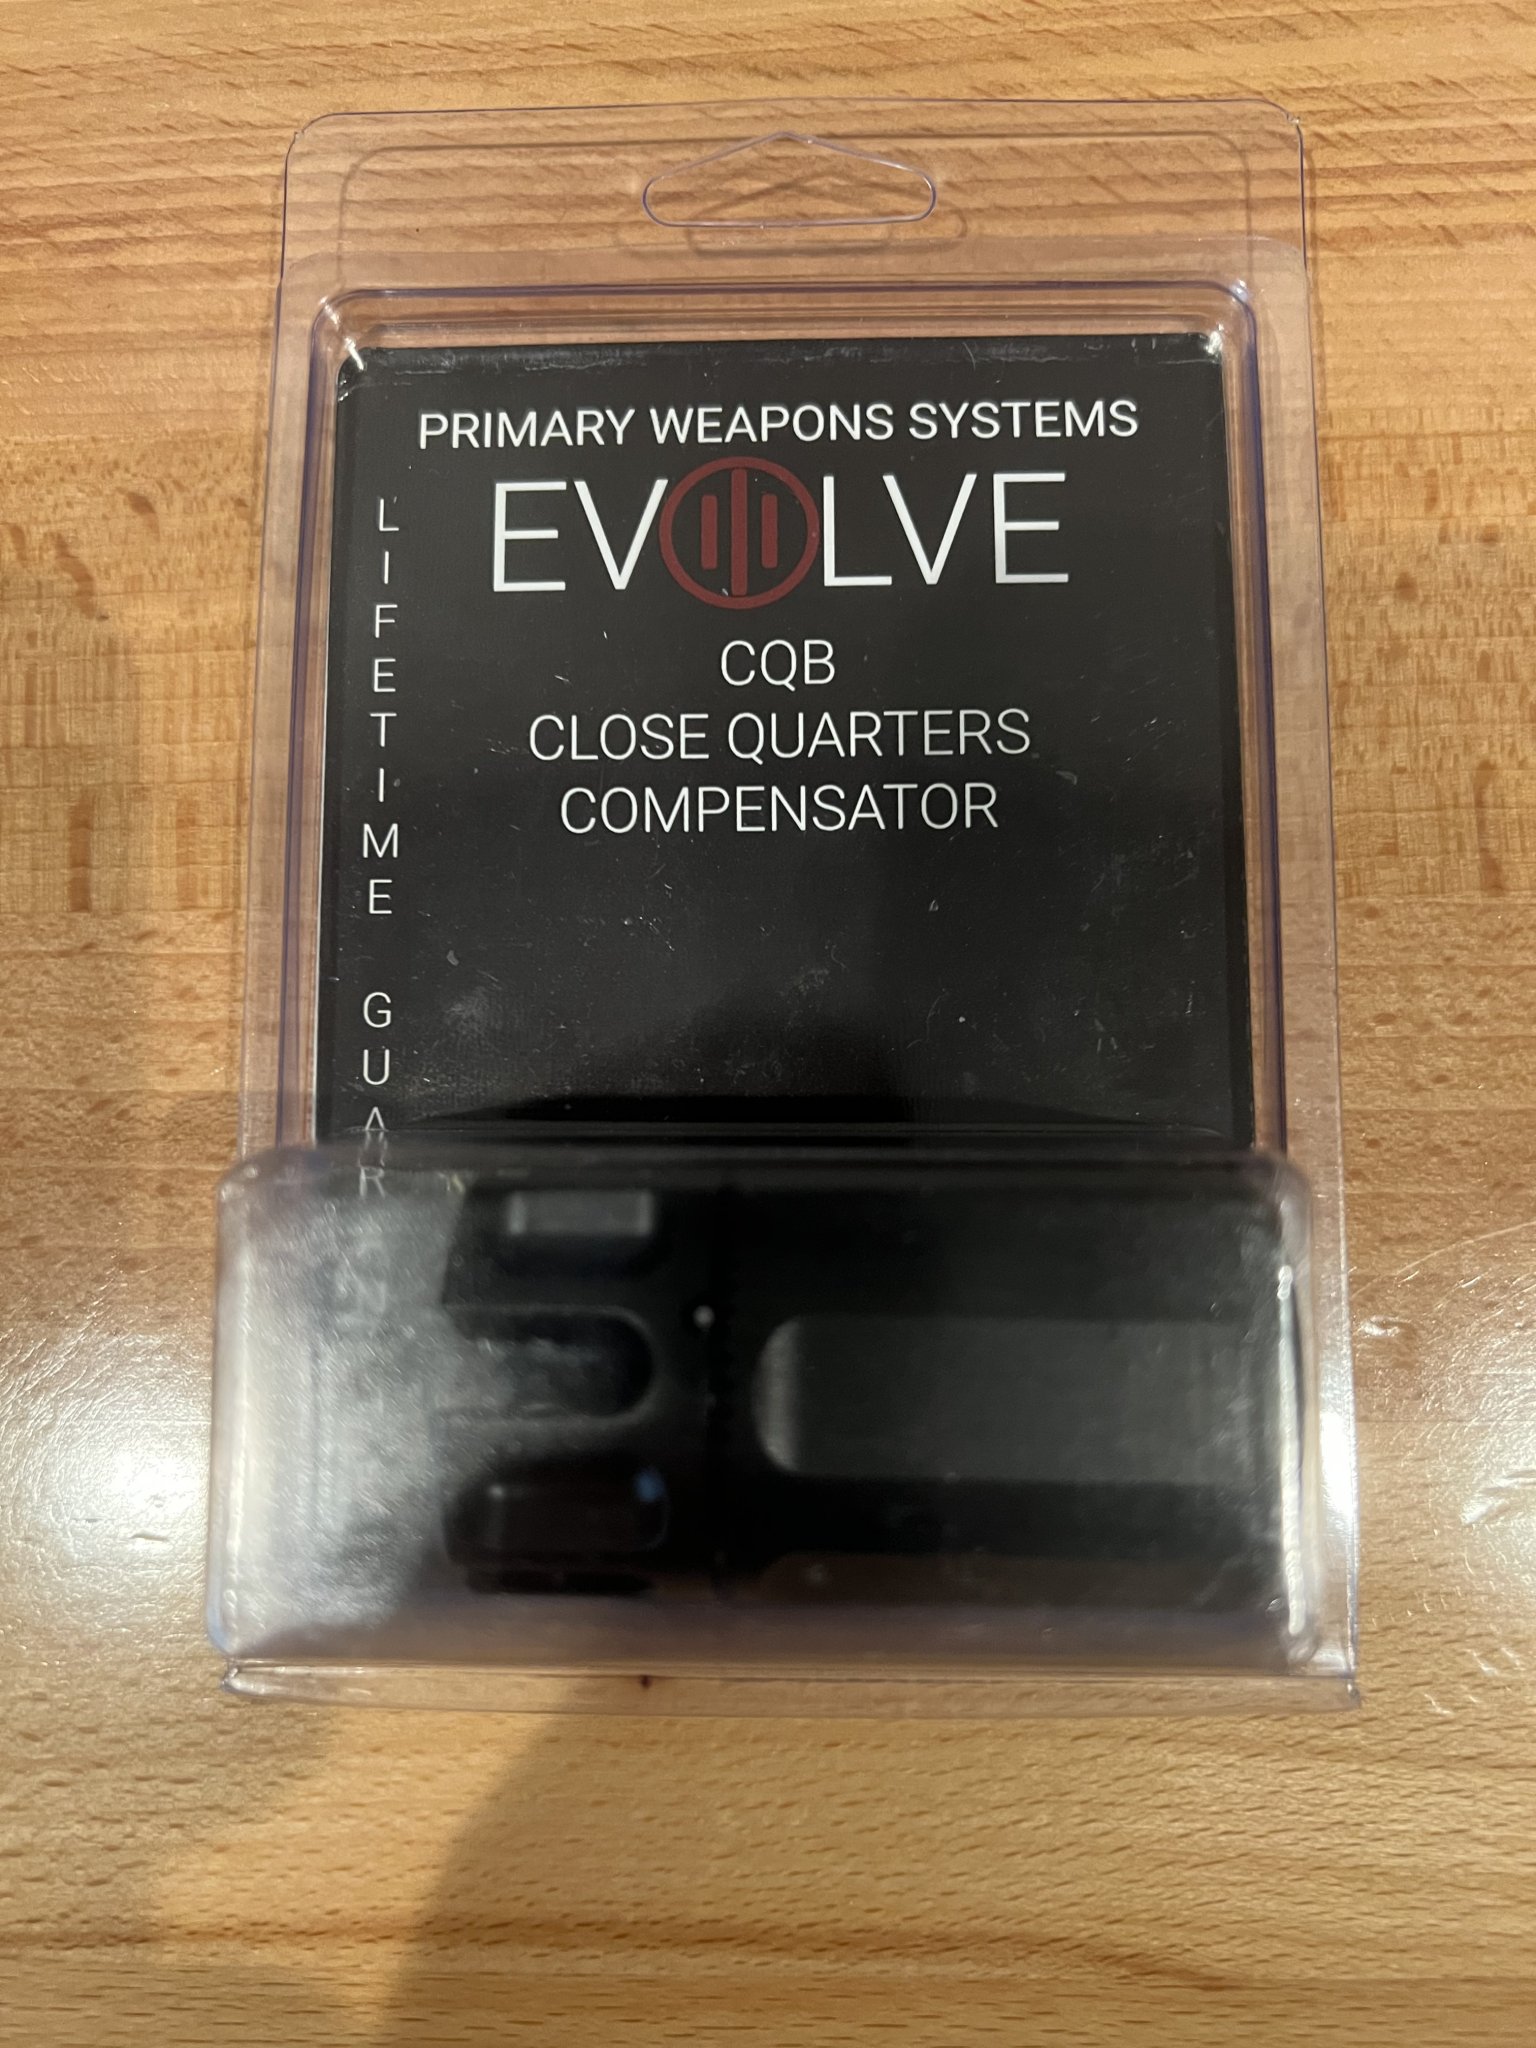 PRIMARY WEAPONS SYSTEMS
EVOLVE
CQB
CLOSE QUARTERS
COMPENSATOR
LIFETIME